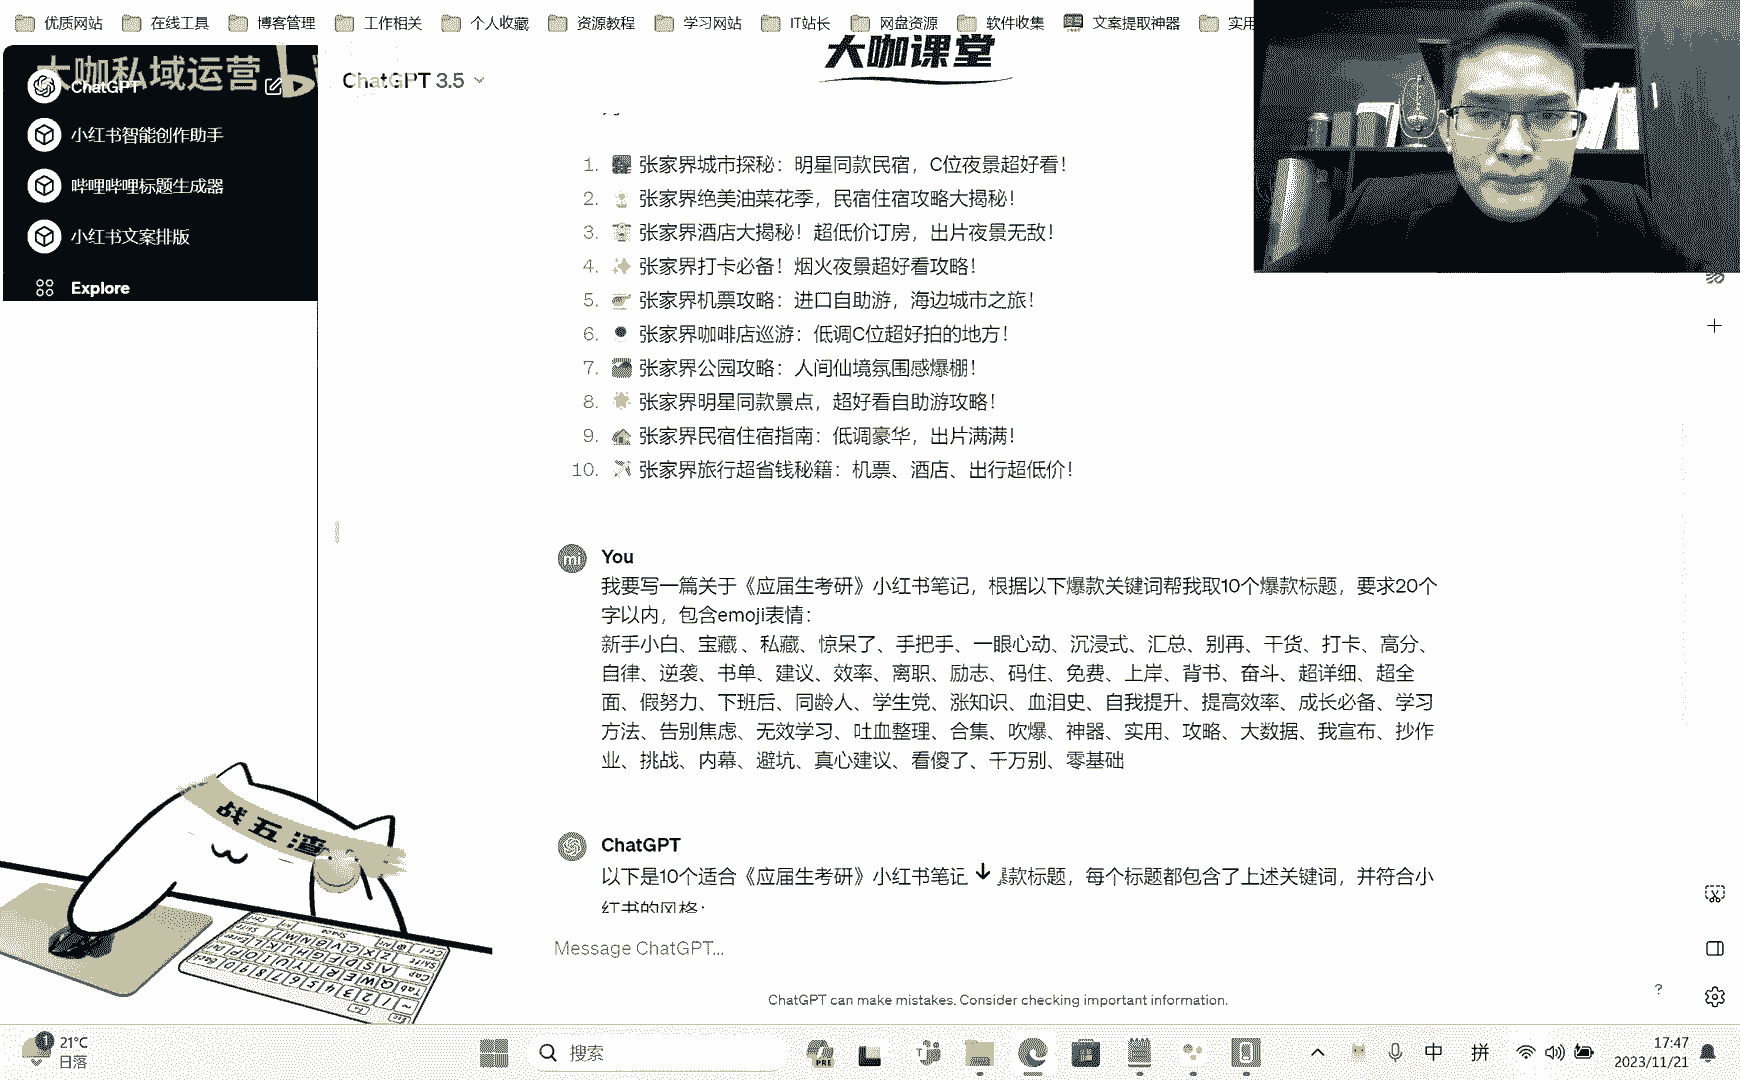 优质网站 在线工具 博客管理 工作相关 个人收藏 资源教程 学习网站 IT站长 网盘资源 软件收集 文案提取神器 实用
大咖课堂
大咖私域运营
ChatGPT
ChatGPT 3.5
小红书智能创作助手
哔哩哔哩标题生成器
小红书文案排版
Explore
1. 张家界城市探秘：明星同款民宿，C位夜景超好看！
2. 张家界绝美油菜花季，民宿住宿攻略大揭秘！
3. 张家界酒店大揭秘！超低价订房，出片夜景无敌！
4. 张家界打卡必备！烟火夜景超好看攻略！
5. 张家界机票攻略：进口自助游，海边城市之旅！
6. 张家界咖啡店巡游：低调C位超好拍的地方！
7. 张家界公园攻略：人间仙境氛围感爆棚！
8. 张家界明星同款景点，超好看自助游攻略！
9. 张家界民宿住宿指南：低调豪华，出片满满！
10. 张家界旅行超省钱秘籍：机票、酒店、出行超低价！
mi
You
我要写一篇关于《应届生考研》小红书笔记，根据以下爆款关键词帮我取10个爆款标题，要求20个
字以内，包含emoji表情：
新手小白、宝藏 、私藏、惊呆了、手把手、一眼心动、沉浸式、汇总、别再、干货、打卡、高分、
自律、逆袭、书单、建议、效率、离职、励志、码住、免费、上岸、背书、奋斗、超详细、超全
面、假努力、下班后、同龄人、学生党、涨知识、血泪史、自我提升、提高效率、成长必备、学习
方法、告别焦虑、无效学习、吐血整理、合集、吹爆、神器、实用、攻略、大数据、我宣布、抄作
业、挑战、内幕、避坑、真心建议、看傻了、千万别、零基础
ChatGPT
以下是10个适合《应届生考研》小红书笔记 款标题，每个标题都包含了上述关键词，并符合小
红书的风格：
战五渣
Message ChatGPT...
ChatGPT can make mistakes. Consider checking important information.
?
1
21°C
日落
搜索
PRE
中
拼
17:47
2023/11/21